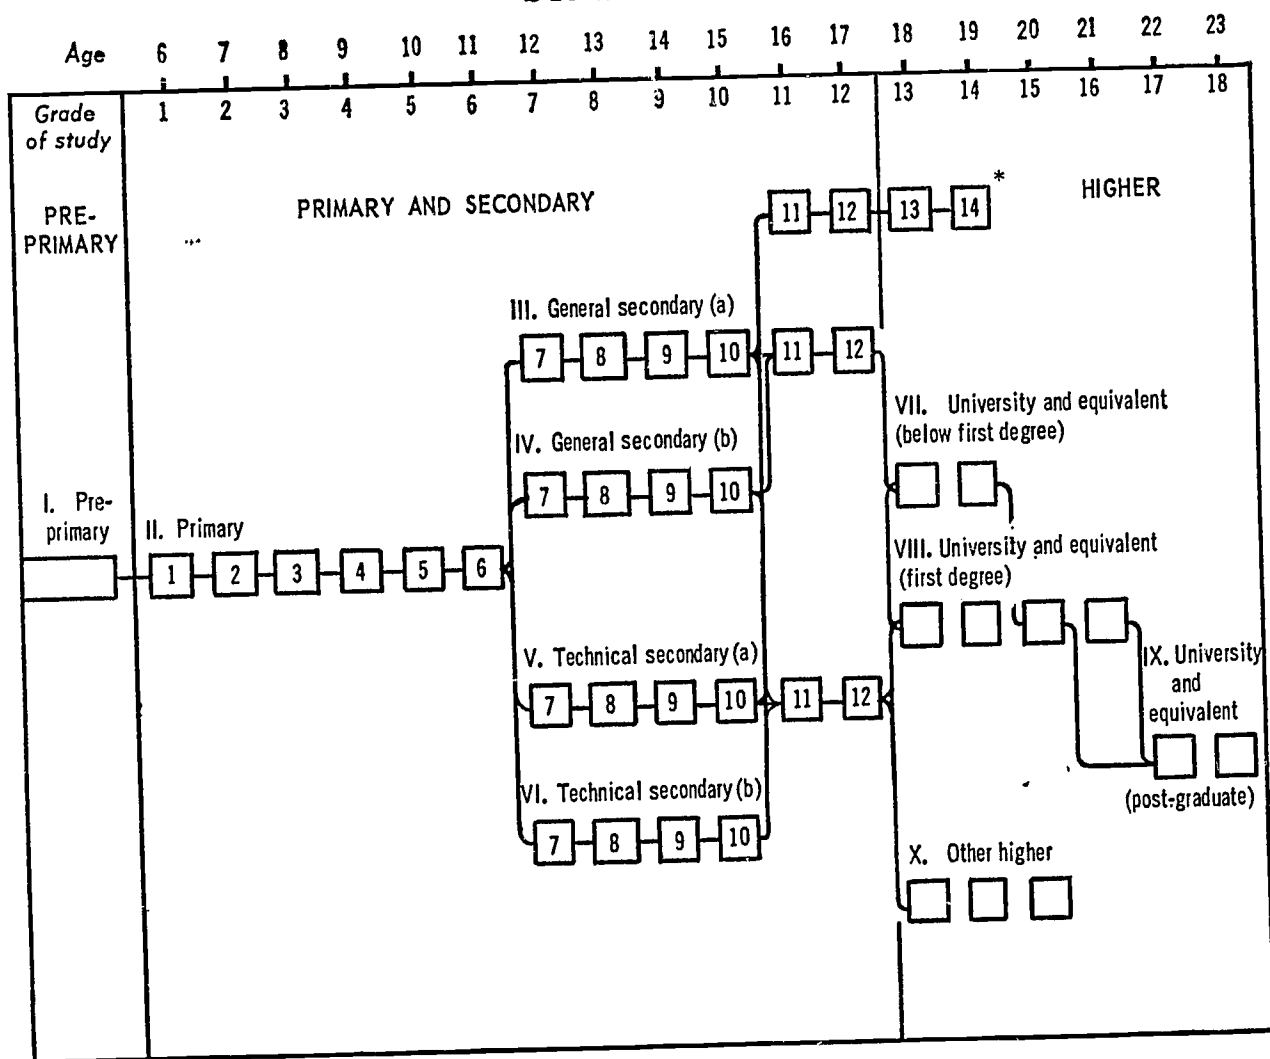 Age 6 7 8 9 10 11 12 13 14 15 16 17 18 19 20 21 22 23
Grade of study 1 2 3 4 5 6 7 8 9 10 11 12 13 14 15 16 17 18
PRE-
PRIMARY
PRIMARY AND SECONDARY
HIGHER
11 12 13 14 *
III. General secondary (a)
7 8 9 10 11 12
VII. University and equivalent
(below first degree)
IV. General secondary (b)
7 8 9 10
I. Pre-
primary
II. Primary
1 2 3 4 5 6
VIII. University and equivalent
(first degree)
V. Technical secondary (a)
7 8 9 10 11 12
IX. University
and
equivalent
(post-graduate)
VI. Technical secondary (b)
7 8 9 10
X. Other higher